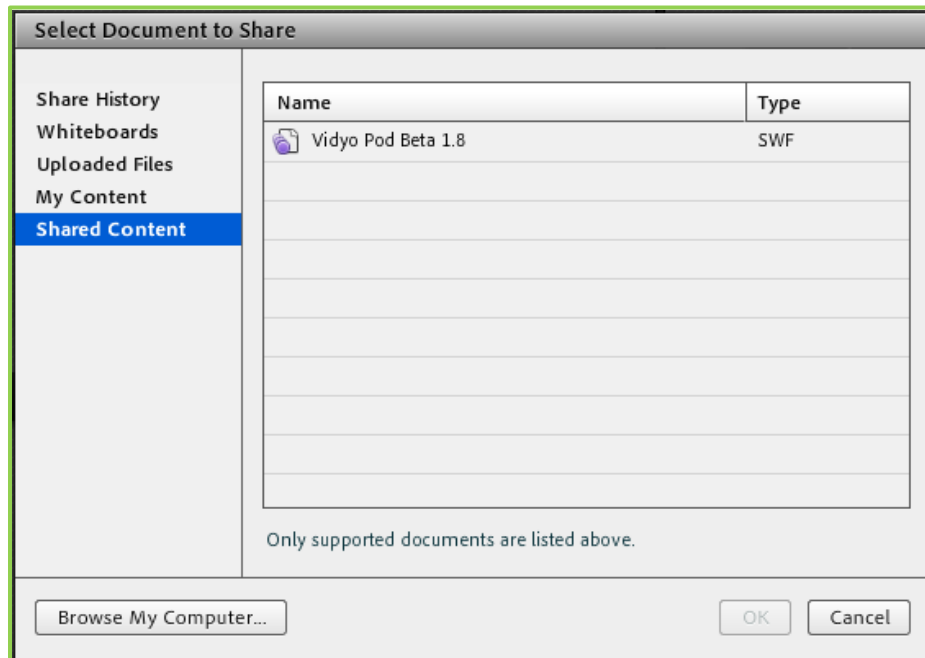 Select Document to Share
Share History
Whiteboards
Uploaded Files
My Content
Shared Content
Name Type
Vidyo Pod Beta 1.8 SWF
Only supported documents are listed above.
Browse My Computer... OK Cancel